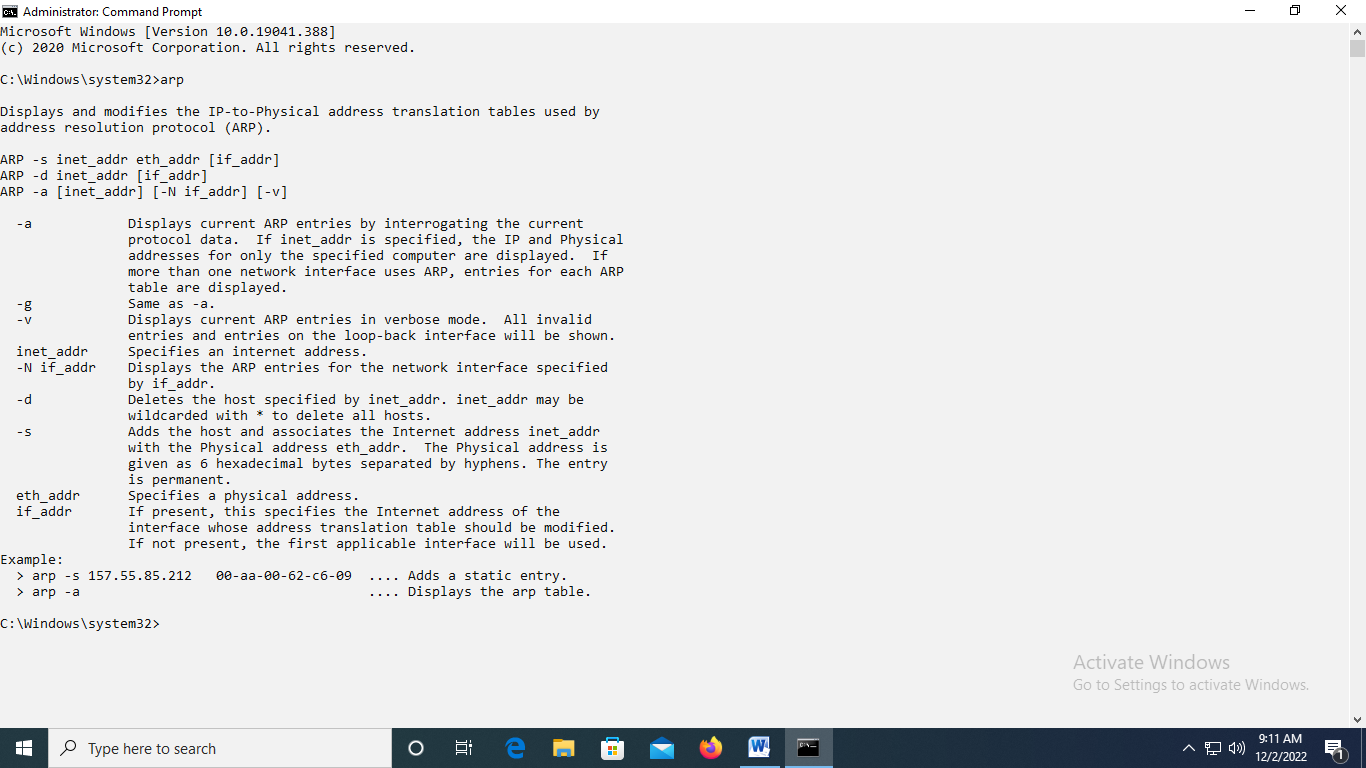 Administrator: Command Prompt
Microsoft Windows [Version 10.0.19041.388]
(c) 2020 Microsoft Corporation. All rights reserved.
C:\Windows\system32>arp
Displays and modifies the IP-to-Physical address translation tables used by
address resolution protocol (ARP).
ARP -s inet_addr eth_addr [if_addr]
ARP -d inet_addr [if_addr]
ARP -a [inet_addr] [-N if_addr] [-v]
  -a            Displays current ARP entries by interrogating the current
                protocol data.  If inet_addr is specified, the IP and Physical
                addresses for only the specified computer are displayed.  If
                more than one network interface uses ARP, entries for each ARP
                table are displayed.
  -g            Same as -a.
  -v            Displays current ARP entries in verbose mode.  All invalid
                entries and entries on the loop-back interface will be shown.
  inet_addr     Specifies an internet address.
  -N if_addr    Displays the ARP entries for the network interface specified
                by if_addr.
  -d            Deletes the host specified by inet_addr. inet_addr may be
                wildcarded with * to delete all hosts.
  -s            Adds the host and associates the Internet address inet_addr
                with the Physical address eth_addr.  The Physical address is
                given as 6 hexadecimal bytes separated by hyphens. The entry
                is permanent.
  eth_addr      Specifies a physical address.
  if_addr       If present, this specifies the Internet address of the
                interface whose address translation table should be modified.
                If not present, the first applicable interface will be used.
Example:
  > arp -s 157.55.85.212   00-aa-00-62-c6-09  .... Adds a static entry.
  > arp -a                                    .... Displays the arp table.
C:\Windows\system32>
Activate Windows
Go to Settings to activate Windows.
Type here to search
9:11 AM
12/2/2022
1